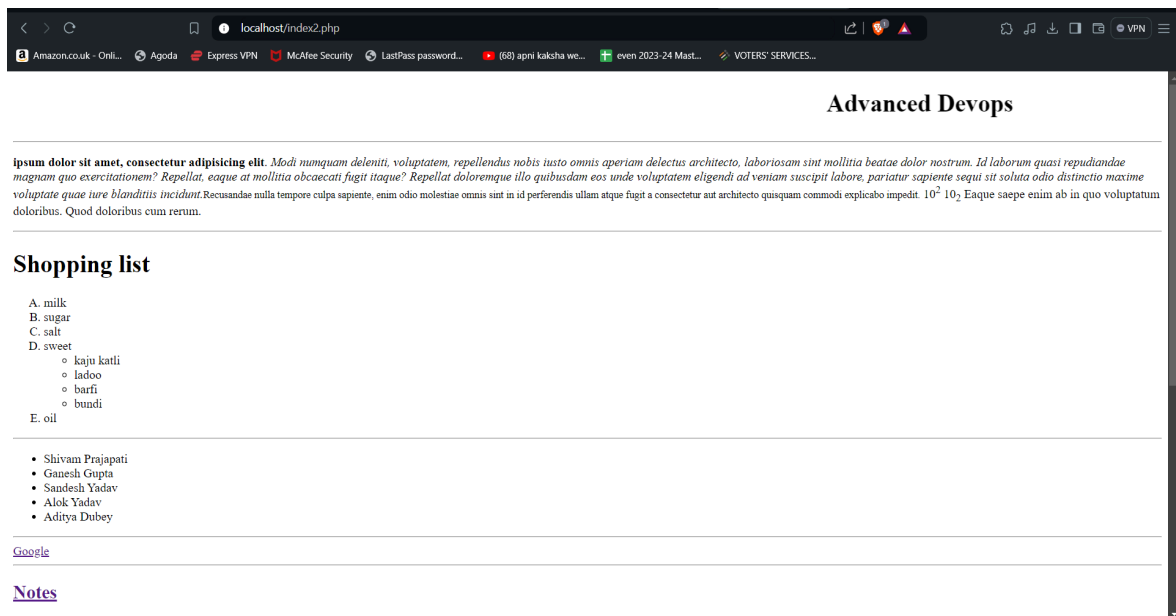 localhost/index2.php
1
VPN
a Amazon.co.uk - Onli... Agoda Express VPN McAfee Security LastPass password... (68) apni kaksha we... even 2023-24 Mast... VOTERS' SERVICES...
Advanced Devops
ipsum dolor sit amet, consectetur adipisicing elit. Modi numquam deleniti, voluptatem, repellendus nobis iusto omnis aperiam delectus architecto, laboriosam sint mollitia beatae dolor nostrum. Id laborum quasi repudiandae
magnam quo exercitationem? Repellat, eaque at mollitia obcaecati fugit itaque? Repellat doloremque illo quibusdam eos unde voluptatem eligendi ad veniam suscipit labore, pariatur sapiente sequi sit soluta odio distinctio maxime
voluptate quae iure blanditiis incidunt.Recusandae nulla tempore culpa sapiente, enim odio molestiae omnis sint in id perferendis ullam atque fugit a consectetur aut architecto quisquam commodi explicabo impedit. 10² 10₂ Eaque saepe enim ab in quo voluptatum
doloribus. Quod doloribus cum rerum.
Shopping list
A. milk
B. sugar
C. salt
D. sweet
◦ kaju katli
◦ ladoo
◦ barfi
◦ bundi
E. oil
• Shivam Prajapati
• Ganesh Gupta
• Sandesh Yadav
• Alok Yadav
• Aditya Dubey
Google
Notes